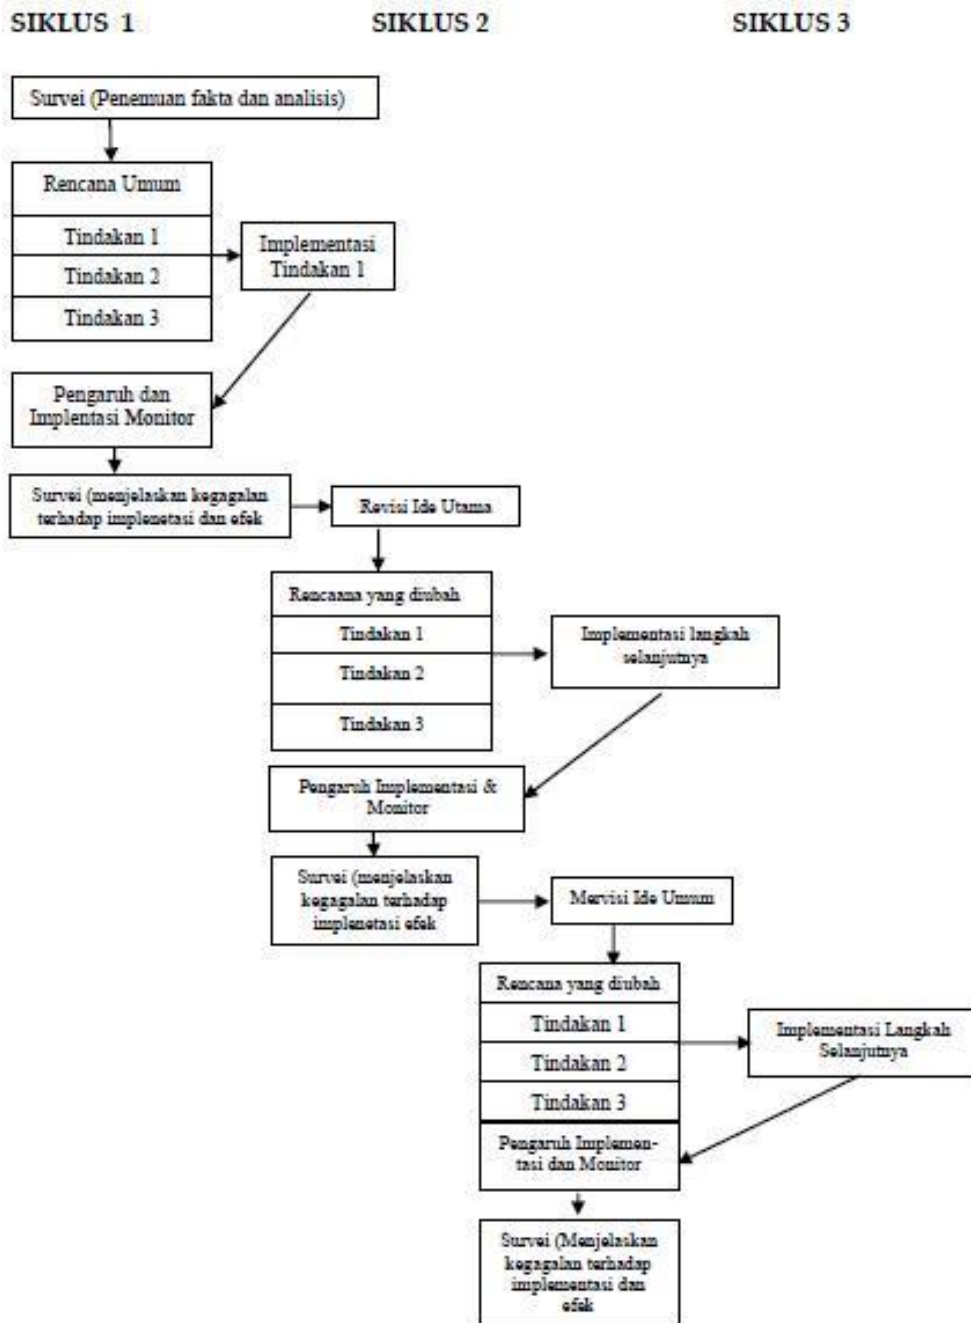 SIKLUS 1
SIKLUS 2
SIKLUS 3
Survei (Penemuan fakta dan analisis)
Rencana Umum
Tindakan 1
Tindakan 2
Tindakan 3
Implementasi
Tindakan 1
Pengaruh dan
Implentasi Monitor
Survei (menjelaskan kegagalan
terhadap implenetasi dan efek
Revisi Ide Utama
Rencaana yang diubah
Tindakan 1
Tindakan 2
Tindakan 3
Implementasi langkah
selanjutnya
Pengaruh Implementasi &
Monitor
Survei (menjelaskan
kegagalan terhadap
implenetasi efek
Mervisi Ide Umum
Rencana yang diubah
Tindakan 1
Tindakan 2
Tindakan 3
Implementasi Langkah
Selanjutnya
Pengaruh Implemen-
tasi dan Monitor
Survei (Menjelaskan
kegagalan terhadap
implementasi dan
efek